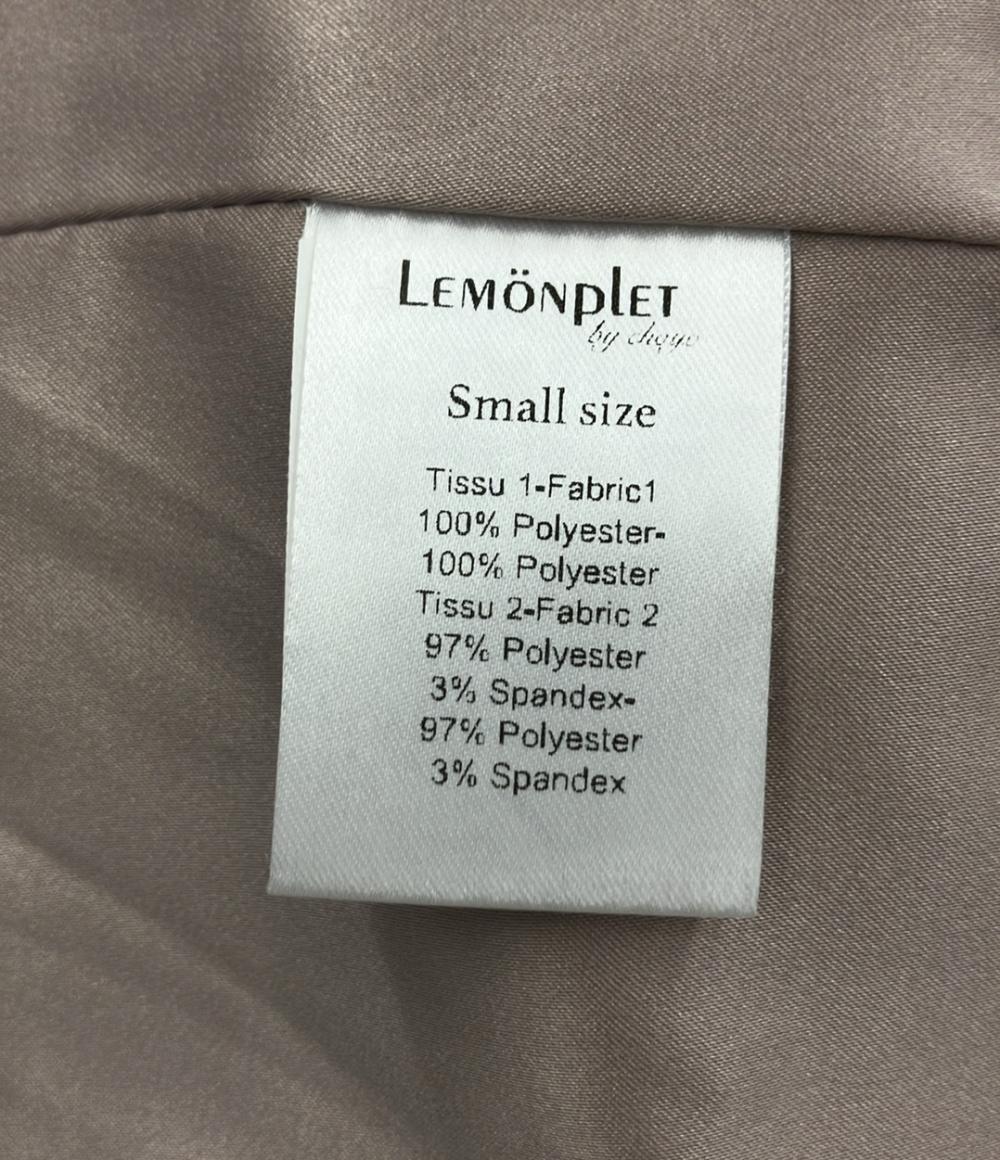 LEMÖNPLET
by choyo
Small size
Tissu 1-Fabric1
100% Polyester-
100% Polyester
Tissu 2-Fabric 2
97% Polyester
3% Spandex-
97% Polyester
3% Spandex